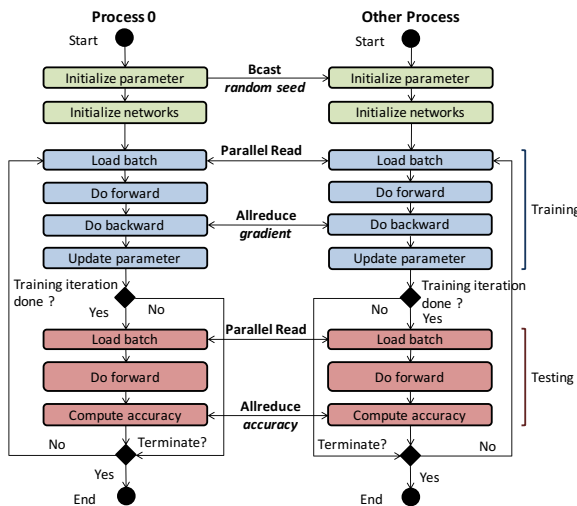 Process 0
Other Process
Start
Start
Bcast
Initialize parameter
Initialize parameter
random seed
Initialize networks
Initialize networks
Parallel Read
Load batch
Load batch
Do forward
Do forward
Training
Allreduce
Do backward
Do backward
gradient
Update parameter
Update parameter
Training iteration
done ?
Yes
No
Training iteration
done ?
No
Yes
Parallel Read
Load batch
Load batch
Do forward
Do forward
Testing
Allreduce
Compute accuracy
Compute accuracy
accuracy
No
Terminate?
Terminate?
No
Yes
Yes
End
End